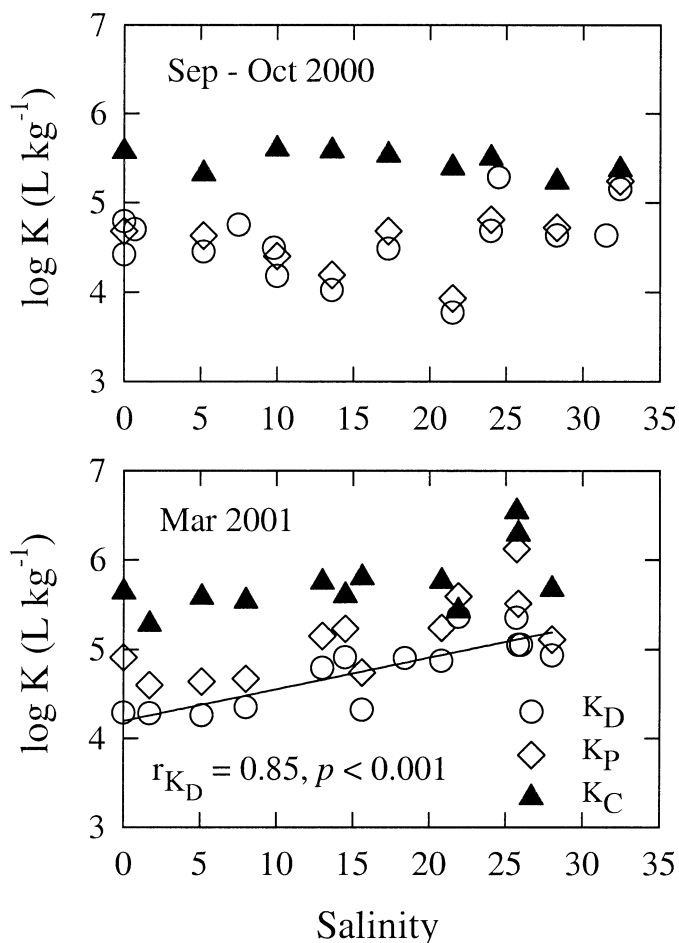 7
6
5
4
3
log K (L kg-1)
Sep - Oct 2000
0 5 10 15 20 25 30 35
7
6
5
4
3
log K (L kg-1)
Mar 2001
KD
KP
KC
rKD = 0.85, p < 0.001
0 5 10 15 20 25 30 35
Salinity